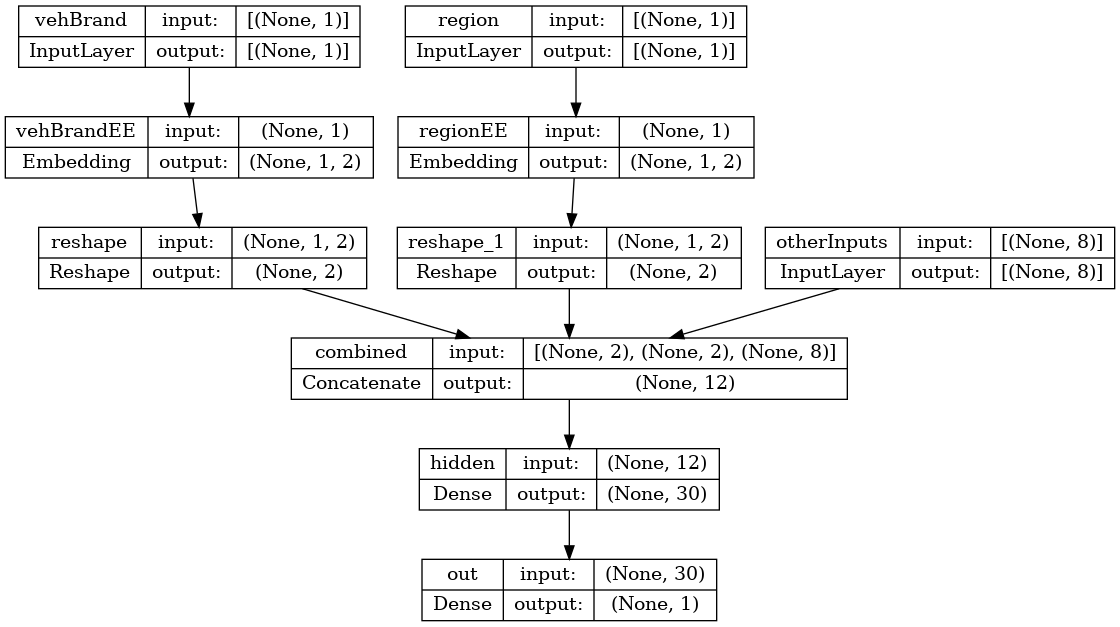 vehBrand input: [(None, 1)]
InputLayer output: [(None, 1)]
region input: [(None, 1)]
InputLayer output: [(None, 1)]
vehBrandEE input: (None, 1)
Embedding output: (None, 1, 2)
regionEE input: (None, 1)
Embedding output: (None, 1, 2)
reshape input: (None, 1, 2)
Reshape output: (None, 2)
reshape_1 input: (None, 1, 2)
Reshape output: (None, 2)
otherInputs input: [(None, 8)]
InputLayer output: [(None, 8)]
combined input: [(None, 2), (None, 2), (None, 8)]
Concatenate output: (None, 12)
hidden input: (None, 12)
Dense output: (None, 30)
out input: (None, 30)
Dense output: (None, 1)